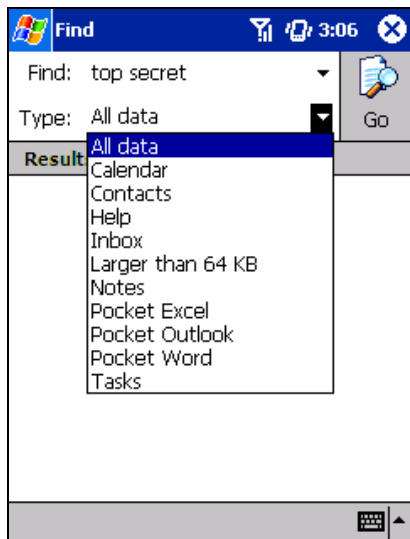 Find 3:06
Find: top secret
Type: All data
Go
Result
All data
Calendar
Contacts
Help
Inbox
Larger than 64 KB
Notes
Pocket Excel
Pocket Outlook
Pocket Word
Tasks